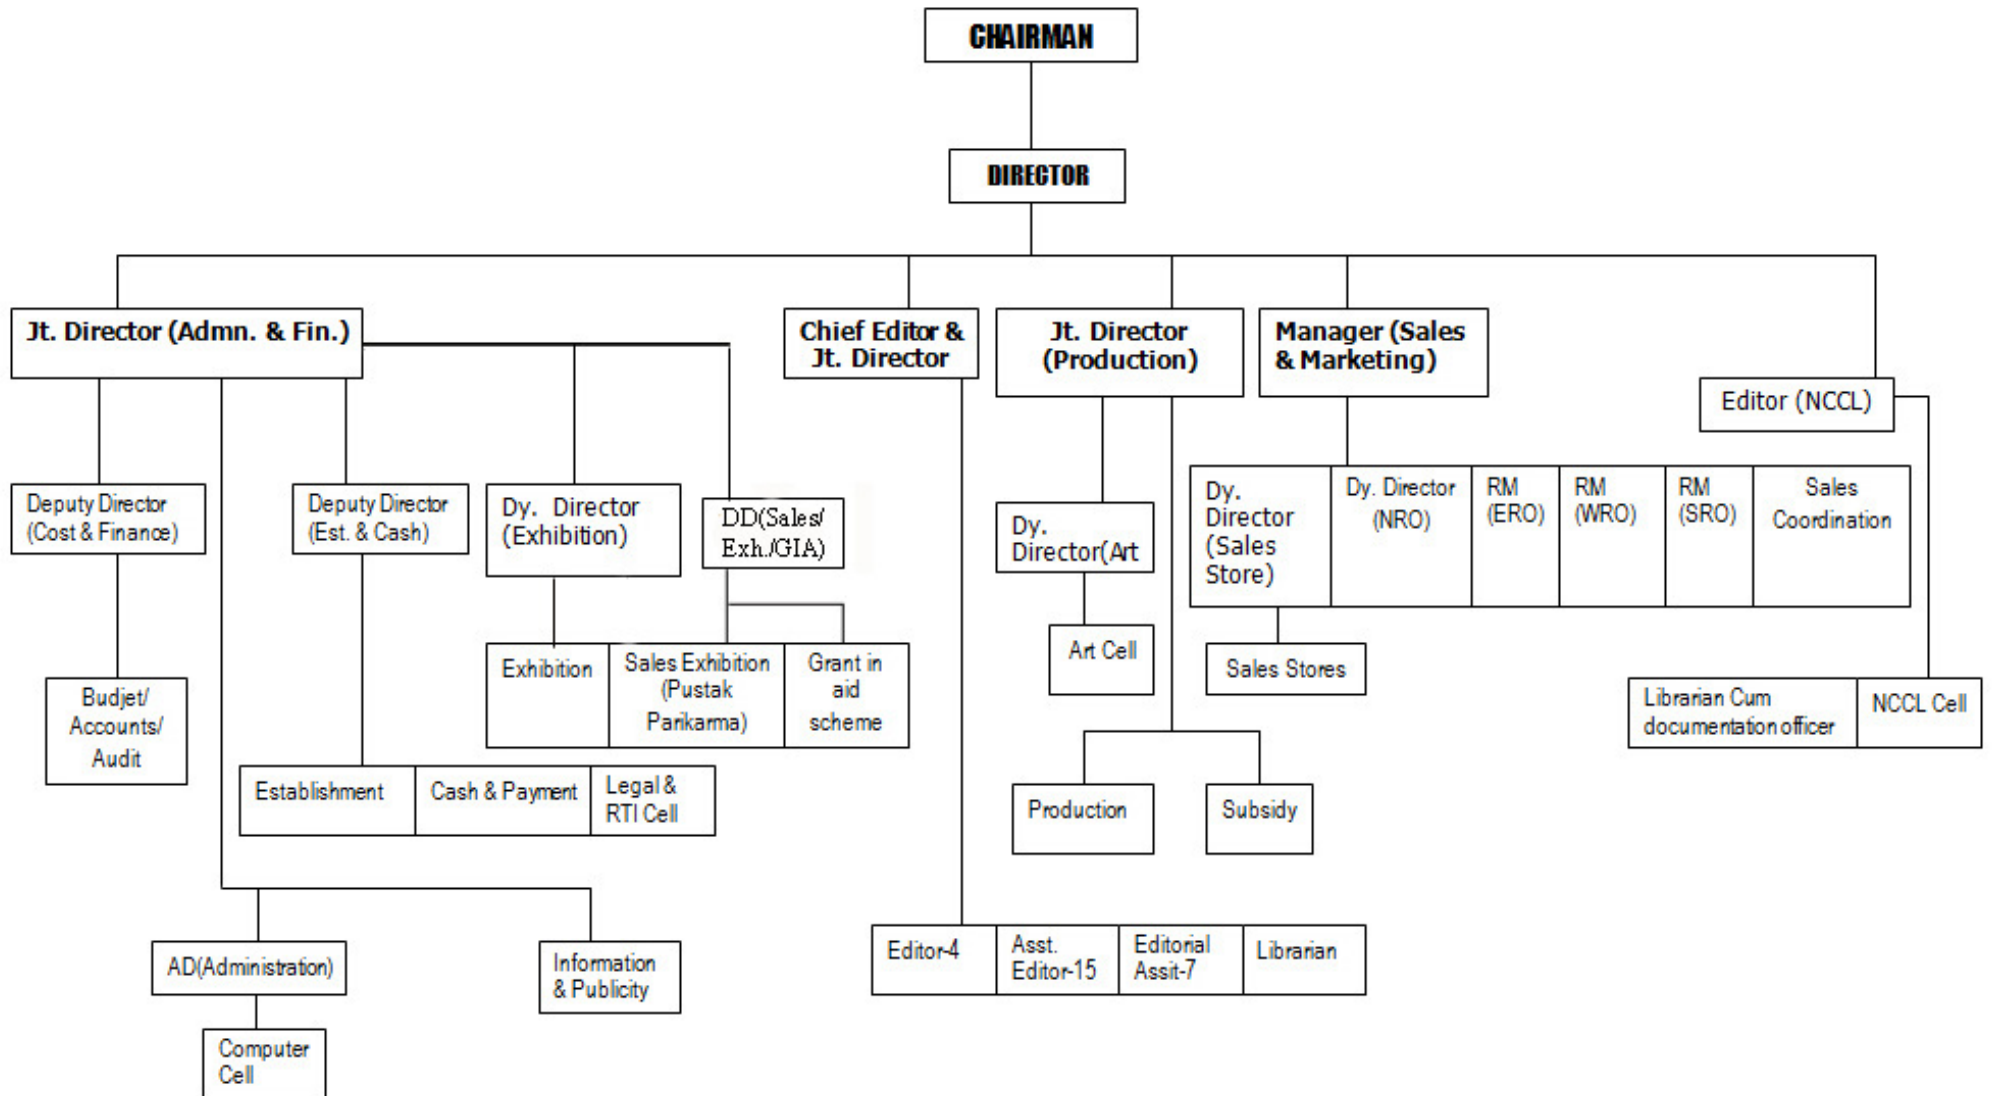 CHAIRMAN
DIRECTOR
Jt. Director (Admn. & Fin.)
Chief Editor &
Jt. Director
Jt. Director
(Production)
Manager (Sales
& Marketing)
Editor (NCCL)
Deputy Director
(Cost & Finance)
Deputy Director
(Est. & Cash)
Dy. Director
(Exhibition)
DD(Sales/
Exh./GIA)
Dy.
Director(Art
Dy.
Director
(Sales
Store)
Dy. Director
(NRO)
RM
(ERO)
RM
(WRO)
RM
(SRO)
Sales
Coordination
Art Cell
Sales Stores
Exhibition
Sales Exhibition
(Pustak
Parikarma)
Grant in
aid
scheme
Budjet/
Accounts/
Audit
Librarian Cum
documentation officer
NCCL Cell
Establishment
Cash & Payment
Legal &
RTI Cell
Production
Subsidy
Editor-4
Asst.
Editor-15
Editorial
Assit-7
Librarian
AD(Administration)
Information
& Publicity
Computer
Cell